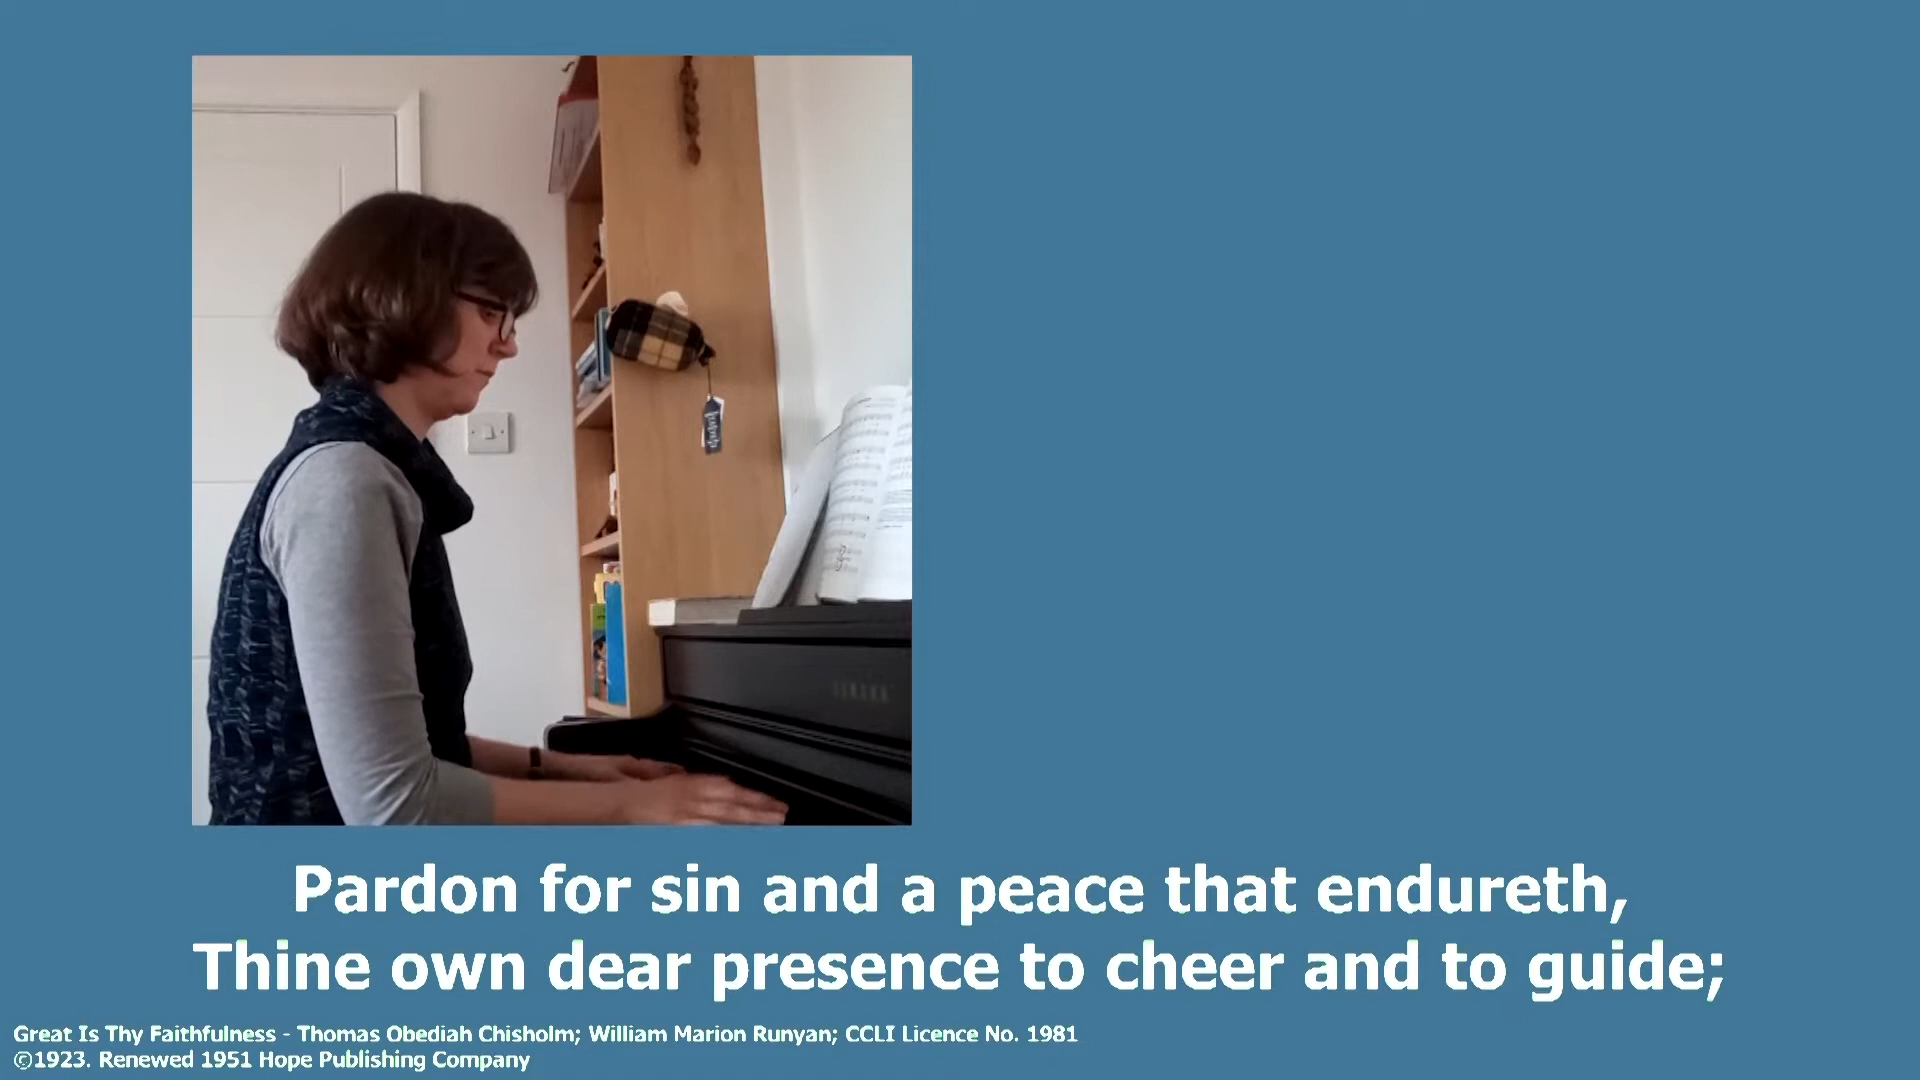 YAMAHA
Pardon for sin and a peace that endureth,
Thine own dear presence to cheer and to guide;
Great Is Thy Faithfulness - Thomas Obediah Chisholm; William Marion Runyan; CCLI Licence No. 1981
©1923. Renewed 1951 Hope Publishing Company